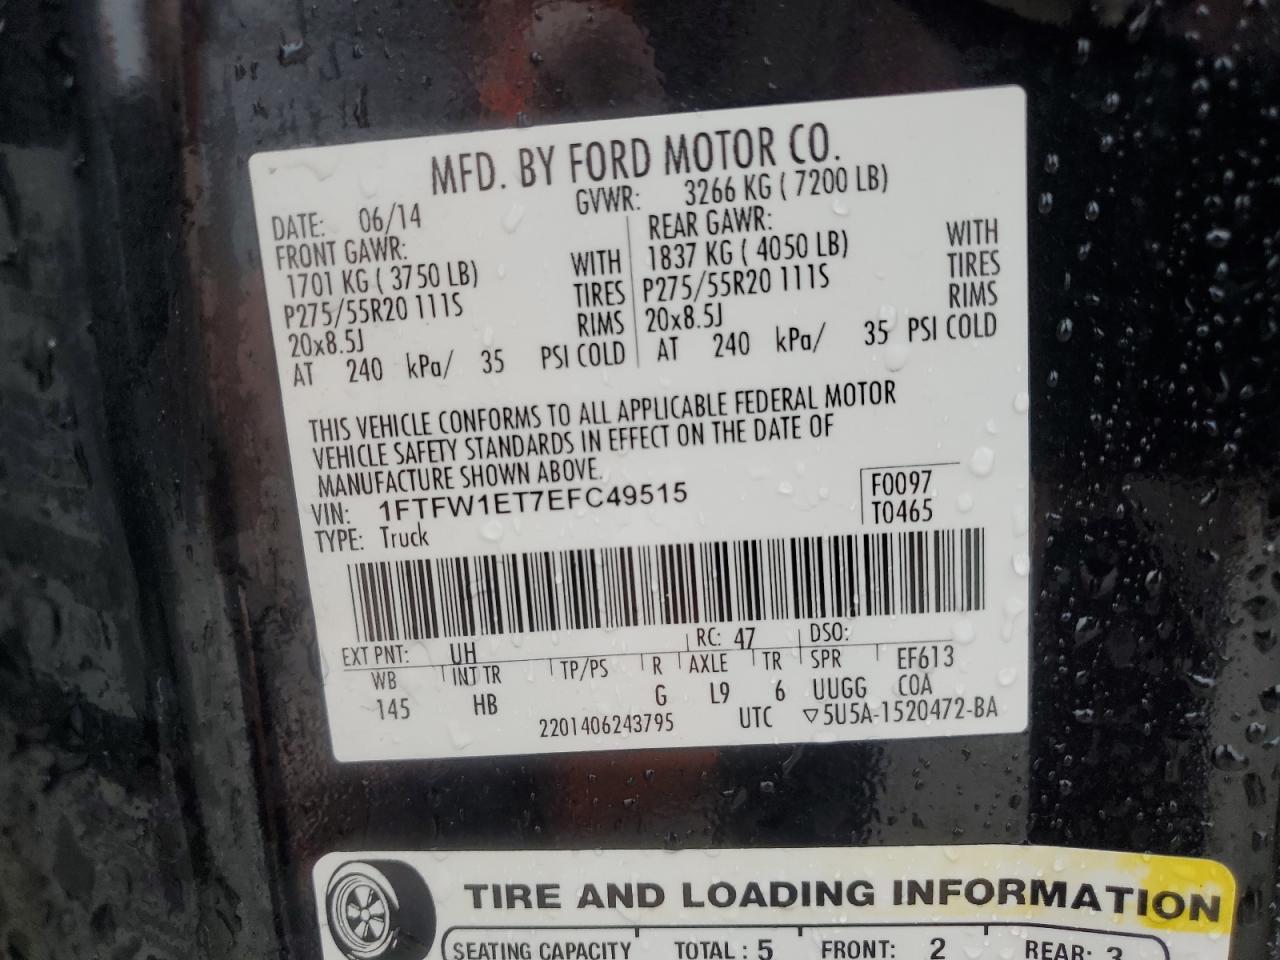 MFD. BY FORD MOTOR CO.
DATE: 06/14 GVWR: 3266 KG ( 7200 LB)
FRONT GAWR: REAR GAWR:
1701 KG ( 3750 LB) WITH 1837 KG ( 4050 LB) WITH
P275/55R20 111S TIRES P275/55R20 111S TIRES
20x8.5J RIMS 20x8.5J RIMS
AT 240 kPa/ 35 PSI COLD AT 240 kPa/ 35 PSI COLD
THIS VEHICLE CONFORMS TO ALL APPLICABLE FEDERAL MOTOR
VEHICLE SAFETY STANDARDS IN EFFECT ON THE DATE OF
MANUFACTURE SHOWN ABOVE.
VIN: 1FTFW1ET7EFC49515 F0097
TYPE: Truck T0465
EXT PNT: UH RC: 47 DSO:
WB INT TR TP/PS R AXLE TR SPR EF613
145 HB G L9 6 UUGG COA
2201406243795 UTC ▽5U5A-1520472-BA
TIRE AND LOADING INFORMATION
SEATING CAPACITY TOTAL : 5 FRONT: 2 REAR: 3